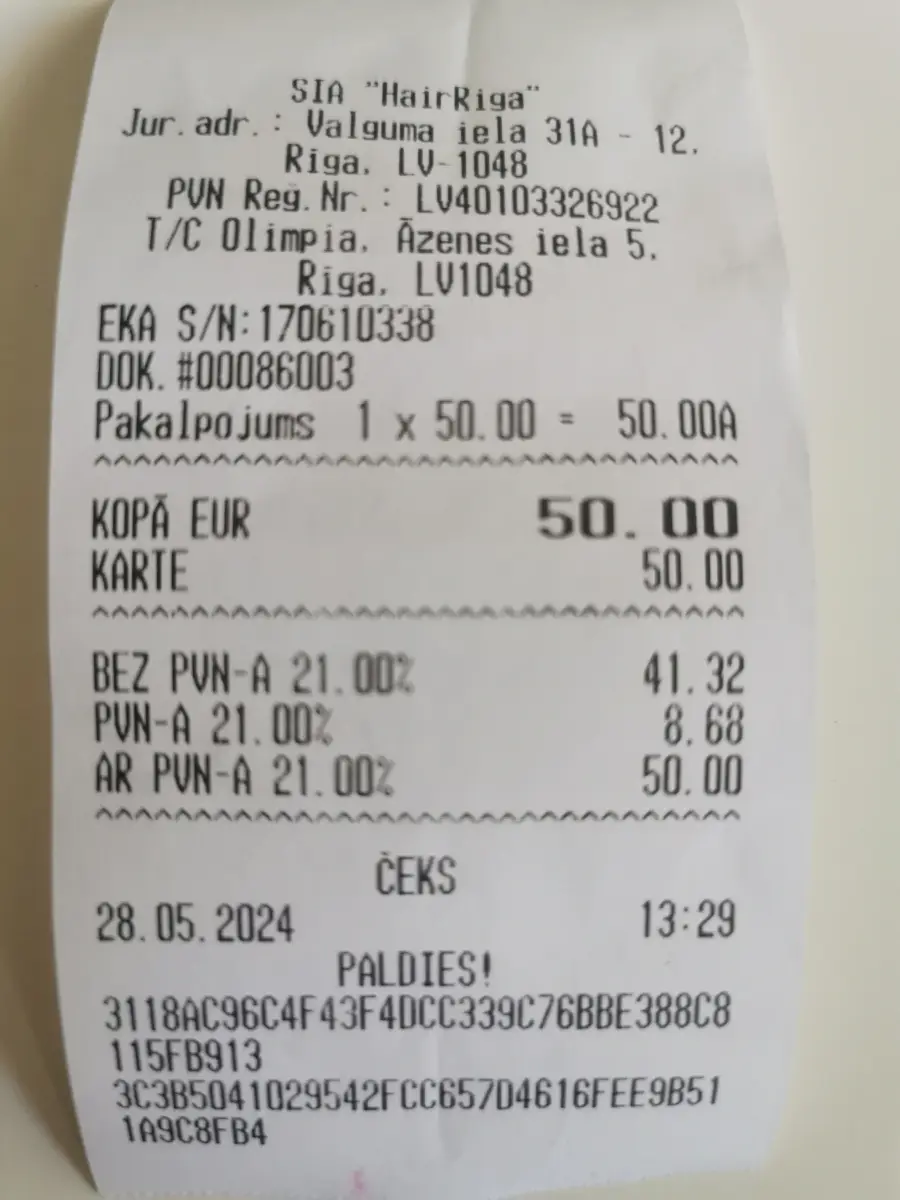 SIA "HairRiga"
Jur. adr. : Valguma iela 31A - 12.
Riga. LV-1048
PVN Reģ. Nr. : LV40103326922
T/C Olimpia. Āzenes iela 5.
Riga. LV1048
EKA S/N:170610338
DOK. #00086003
Pakalpojums 1 x 50.00 = 50.00A
^^^^^^^^^^^^^^^^^^^^^^^^^^^^^^^^
KOPĀ EUR 50.00
KARTE 50.00
^^^^^^^^^^^^^^^^^^^^^^^^^^^^^^^^
BEZ PVN-A 21.00% 41.32
PVN-A 21.00% 8.68
AR PVN-A 21.00% 50.00
^^^^^^^^^^^^^^^^^^^^^^^^^^^^^^^^
ČEKS
28.05.2024 13:29
PALDIES!
3118AC96C4F43F4DCC339C76BBE388C8
115FB913
3C3B5041029542FCC657D4616FEE9B51
1A9C8FB4